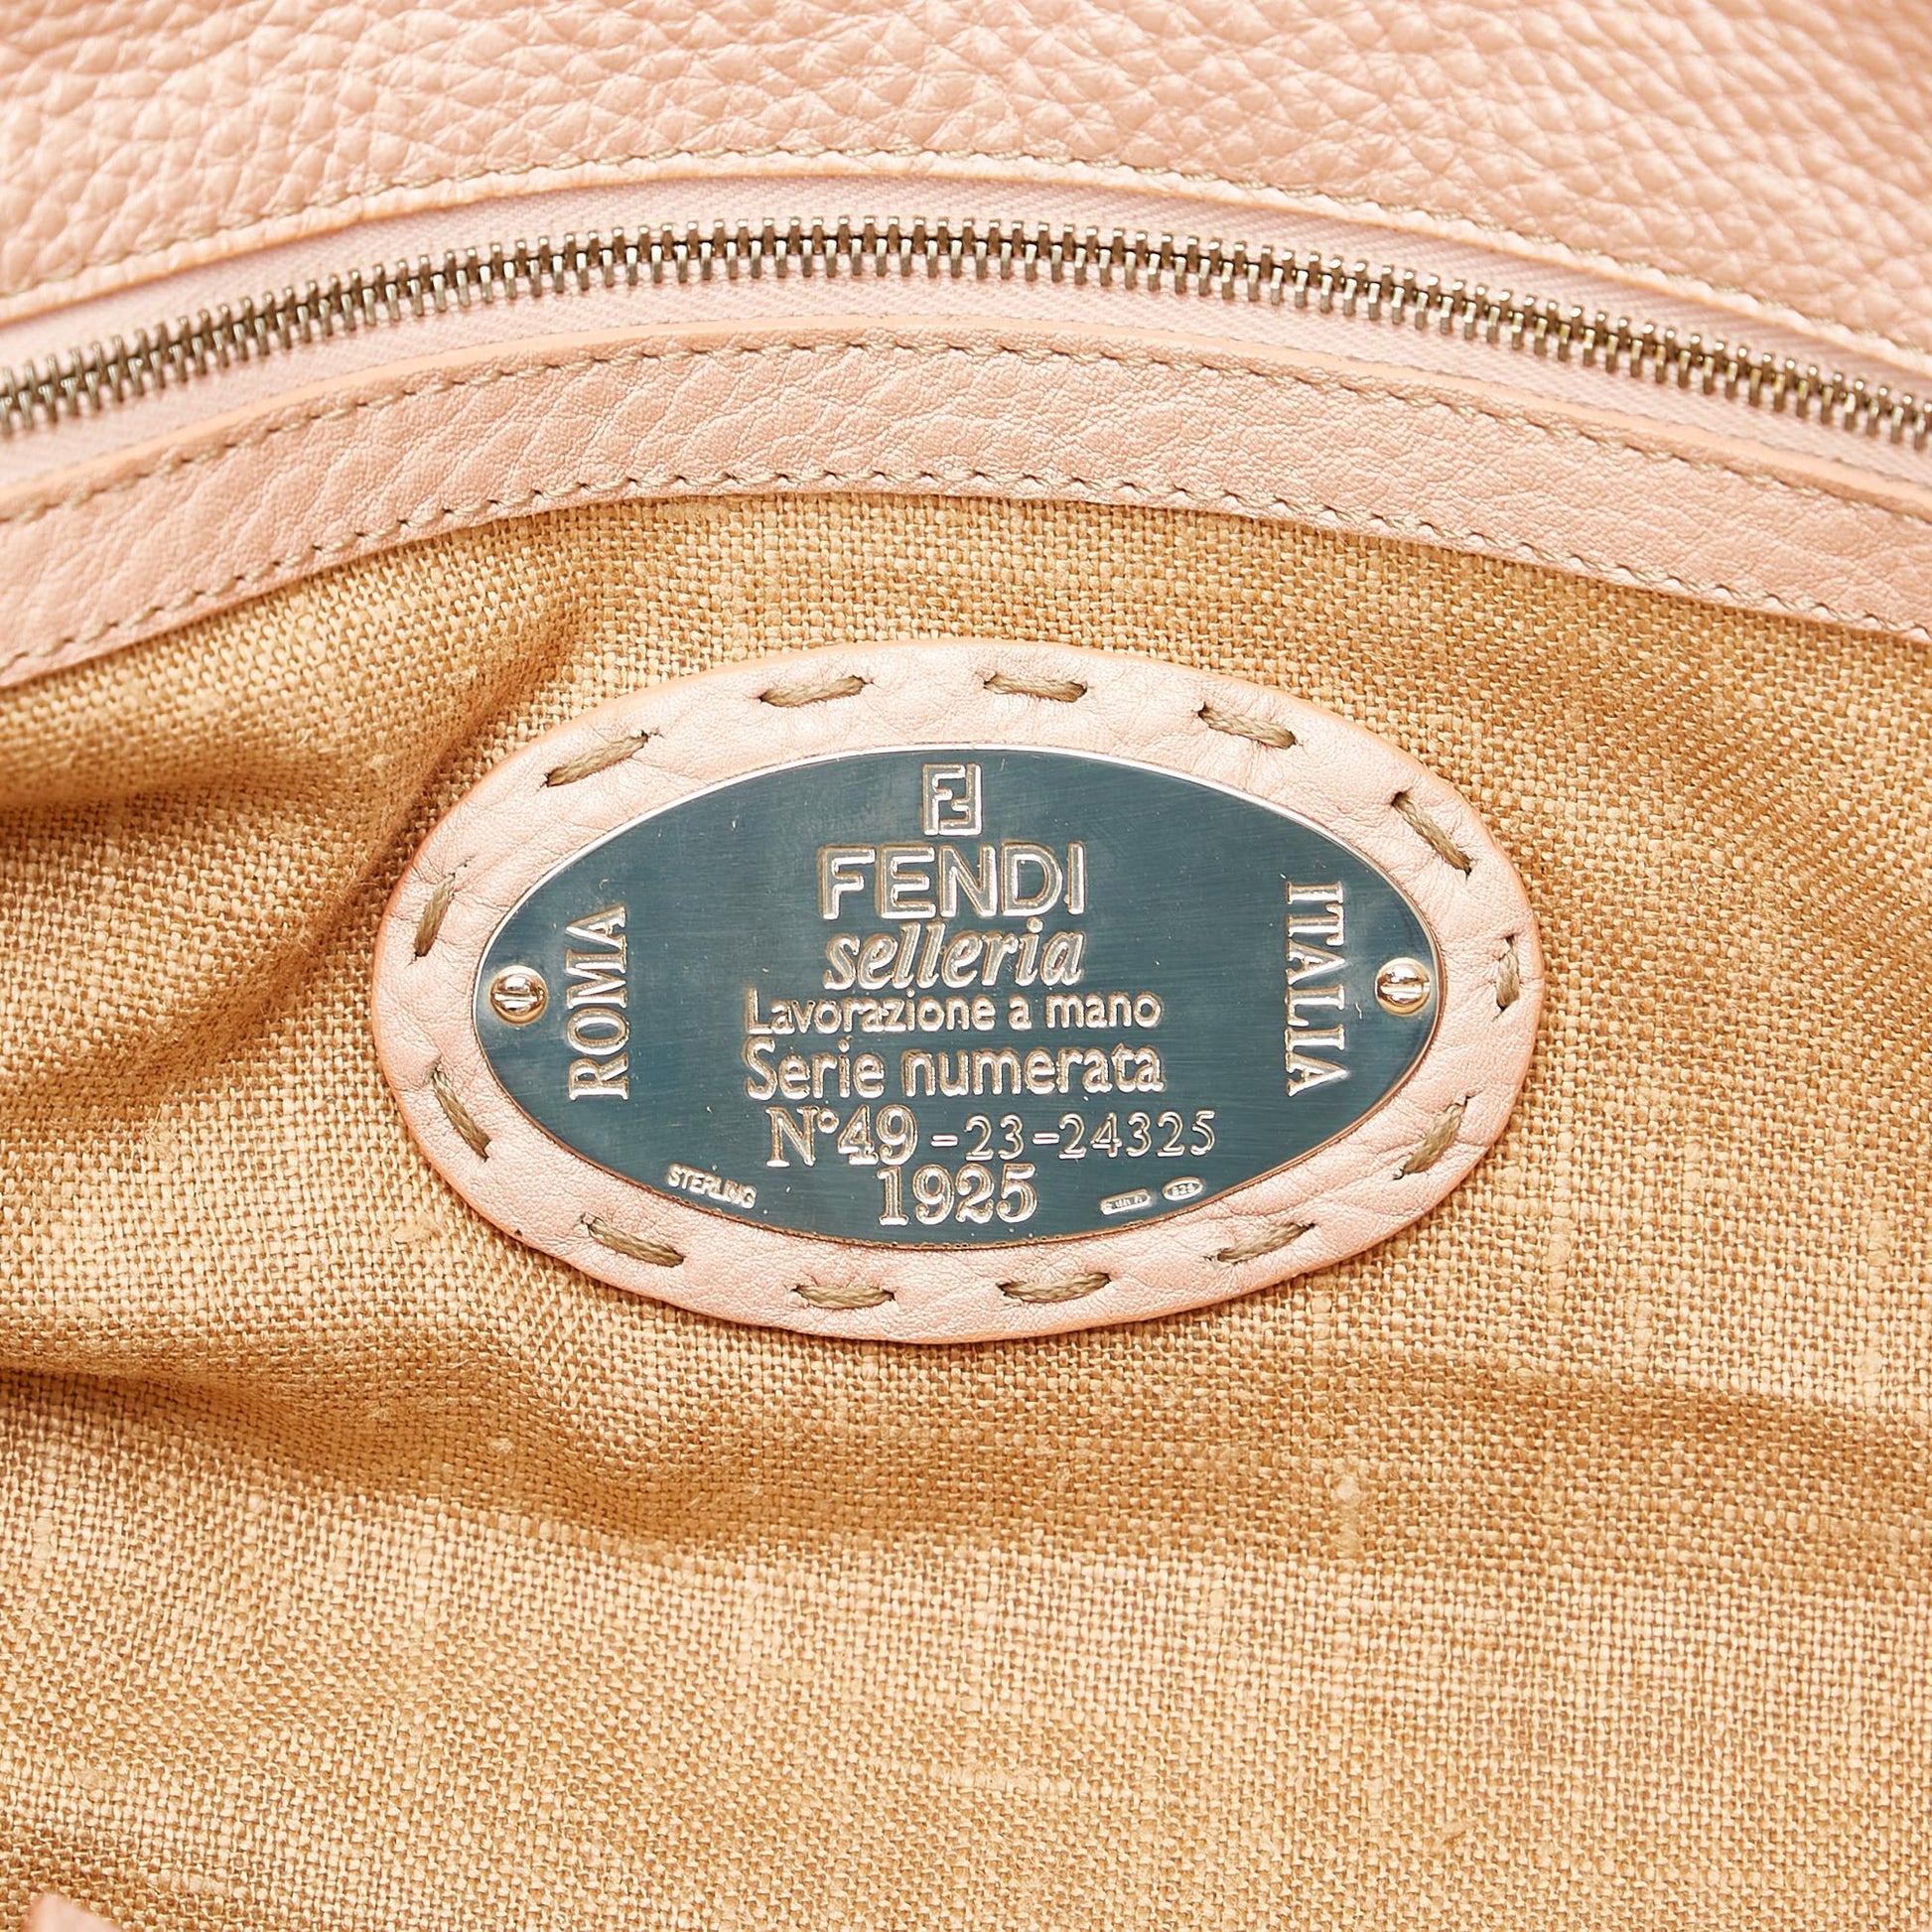 FENDI
selleria
Lavorazione a mano
Serie numerata
N° 49-23-24325
1925
ROMA
ITALIA
STERLING